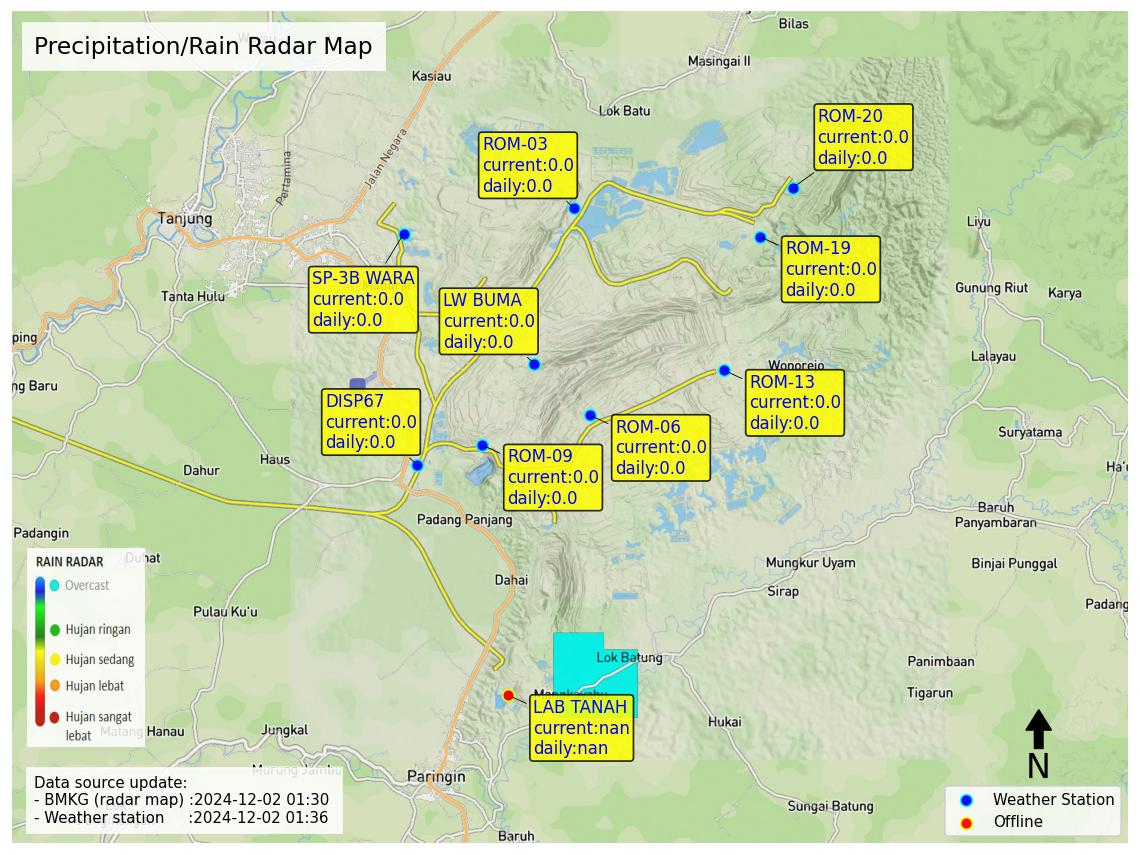 Precipitation/Rain Radar Map
Bilas
Masingai II
Kasiau
Lok Batu
Jalan Negara
Pertamina
Tanjung
Tanta Hulu
ROM-03
current:0.0
daily:0.0
ROM-20
current:0.0
daily:0.0
ROM-19
current:0.0
daily:0.0
SP-3B WARA
current:0.0
daily:0.0
LW BUMA
current:0.0
daily:0.0
Liyu
Gunung Riut
Karya
Lalayau
ping
ng Baru
Wonorejo
ROM-13
current:0.0
daily:0.0
DISP67
current:0.0
daily:0.0
ROM-06
current:0.0
daily:0.0
ROM-09
current:0.0
daily:0.0
Suryatama
Ha'u
Dahur
Haus
Padang Panjang
Baruh
Panyambaran
Padangin
Duhat
Dahai
Mungkur Uyam
Binjai Punggal
Sirap
Padang
Pulau Ku'u
RAIN RADAR
Overcast
Hujan ringan
Hujan sedang
Hujan lebat
Hujan sangat
lebat
Lok Batung
Panimbaan
Tigarun
LAB TANAH
current:nan
daily:nan
Hukai
Matang Hanau
Jungkal
Murung Jambu
Paringin
Sungai Batung
Baruh
Data source update:
- BMKG (radar map) :2024-12-02 01:30
- Weather station :2024-12-02 01:36
N
Weather Station
Offline